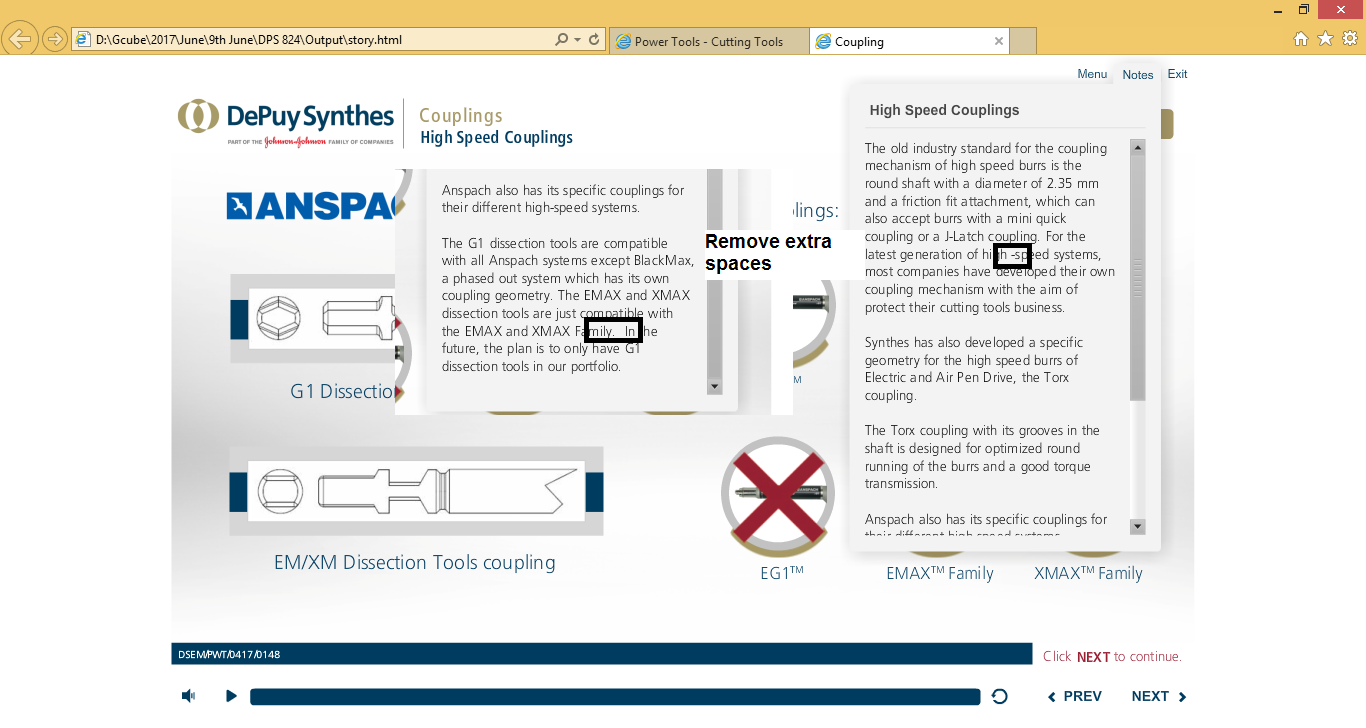 D:\Gcube\2017\June\9th June\DPS 824\Output\story.html
Power Tools - Cutting Tools
Coupling
Menu
Notes
Exit
DePuySynthes
PART OF THE Johnson-Johnson FAMILY OF COMPANIES
Couplings
High Speed Couplings
ANSPA
Anspach also has its specific couplings for
their different high-speed systems.
The G1 dissection tools are compatible
with all Anspach systems except BlackMax,
a phased out system which has its own
coupling geometry. The EMAX and XMAX
dissection tools are just compatible with
the EMAX and XMAX Family.  In the
future, the plan is to only have G1
dissection tools in our portfolio.
Remove extra
spaces
plings:
High Speed Couplings
The old industry standard for the coupling
mechanism of high speed burrs is the
round shaft with a diameter of 2.35 mm
and a friction fit attachment, which can
also accept burrs with a mini quick
coupling or a J-Latch coupling. For the
latest generation of high -speed systems,
most companies have developed their own
coupling mechanism with the aim of
protect their cutting tools business.
Synthes has also developed a specific
geometry for the high speed burrs of
Electric and Air Pen Drive, the Torx
coupling.
The Torx coupling with its grooves in the
shaft is designed for optimized round
running of the burrs and a good torque
transmission.
Anspach also has its specific couplings for
their different high-speed systems.
G1 Dissectio
TM
EM/XM Dissection Tools coupling
EG1™
EMAX™ Family
XMAX™ Family
DSEM/PWT/0417/0148
Click NEXT to continue.
PREV
NEXT